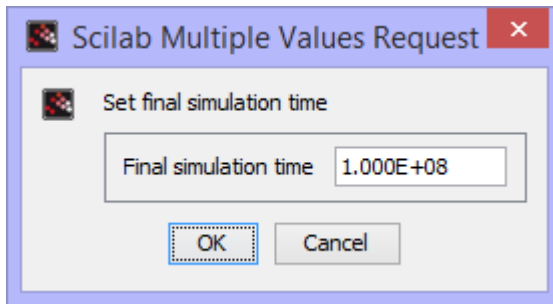 Scilab Multiple Values Request
Set final simulation time
Final simulation time 1.000E+08
OK Cancel